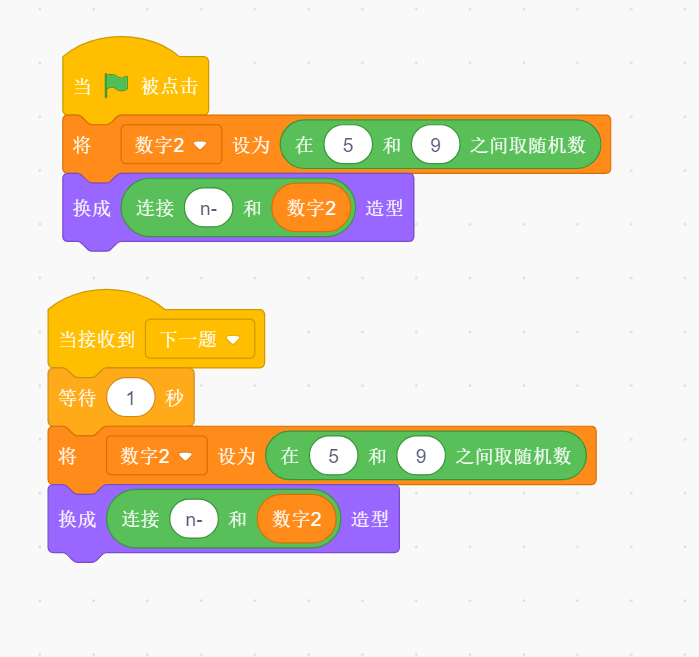 当 被点击
将 数字2 设为 在 5 和 9 之间取随机数
换成 连接 n- 和 数字2 造型
当接收到 下一题
等待 1 秒
将 数字2 设为 在 5 和 9 之间取随机数
换成 连接 n- 和 数字2 造型